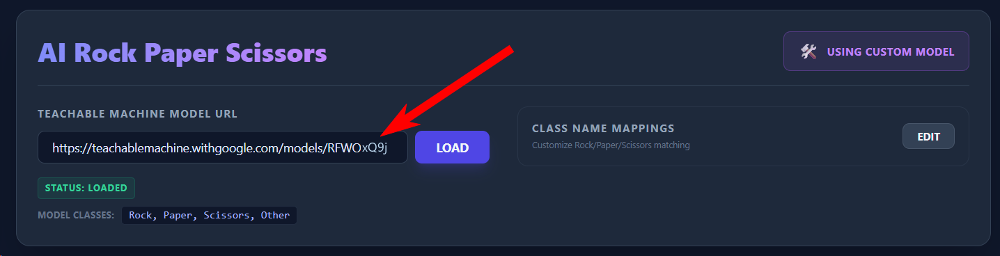 AI Rock Paper Scissors
USING CUSTOM MODEL
TEACHABLE MACHINE MODEL URL
https://teachablemachine.withgoogle.com/models/RFWOxQ9j
LOAD
STATUS: LOADED
MODEL CLASSES: Rock, Paper, Scissors, Other
CLASS NAME MAPPINGS
Customize Rock/Paper/Scissors matching
EDIT